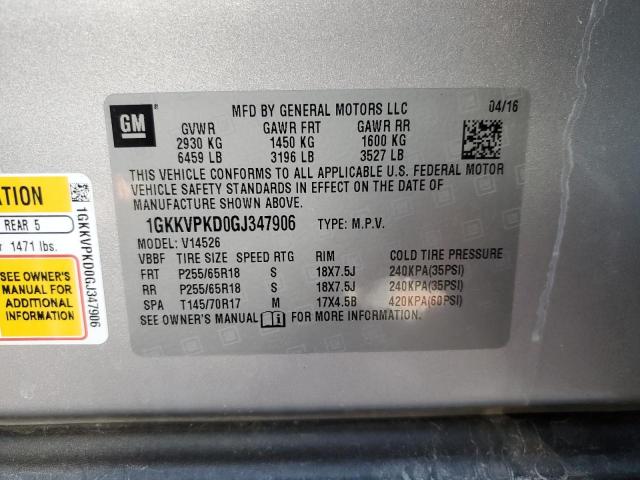 GM
MFD BY GENERAL MOTORS LLC 04/16
GVWR GAWR FRT GAWR RR
2930 KG 1450 KG 1600 KG
6459 LB 3196 LB 3527 LB
THIS VEHICLE CONFORMS TO ALL APPLICABLE U.S. FEDERAL MOTOR
VEHICLE SAFETY STANDARDS IN EFFECT ON THE DATE OF
MANUFACTURE SHOWN ABOVE.
1GKKVPKD0GJ347906 TYPE: M.P.V.
MODEL: V14526
VBBF TIRE SIZE SPEED RTG RIM COLD TIRE PRESSURE
FRT P255/65R18 S 18X7.5J 240KPA(35PSI)
RR P255/65R18 S 18X7.5J 240KPA(35PSI)
SPA T145/70R17 M 17X4.5B 420KPA(60PSI)
SEE OWNER'S MANUAL FOR MORE INFORMATION.
ATION
REAR 5
r 1471 lbs.
SEE OWNER'S
MANUAL FOR
ADDITIONAL
INFORMATION
1GKKVPKD0GJ347906